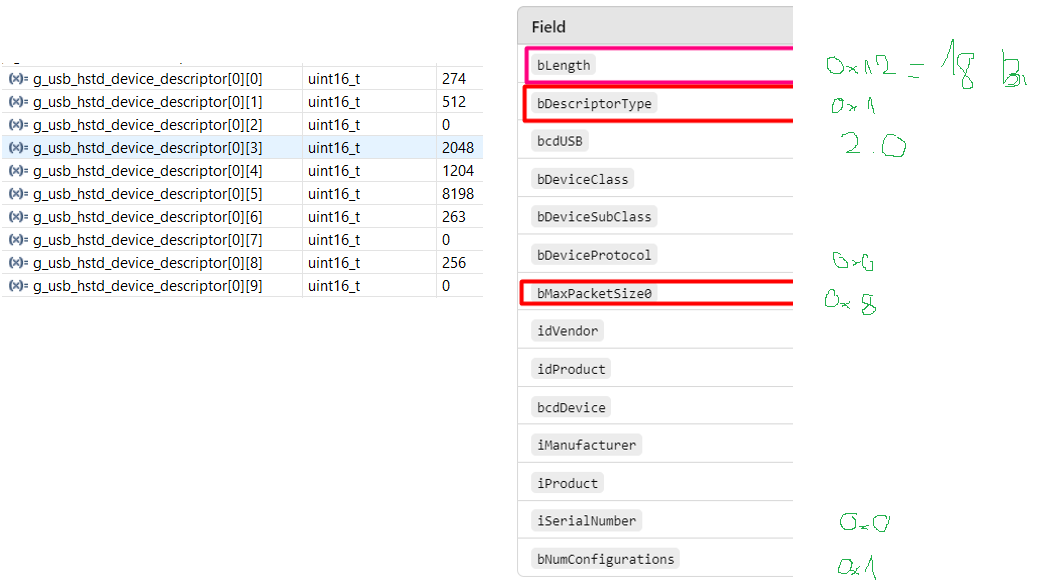 (x)= g_usb_hstd_device_descriptor[0][0] uint16_t 274
(x)= g_usb_hstd_device_descriptor[0][1] uint16_t 512
(x)= g_usb_hstd_device_descriptor[0][2] uint16_t 0
(x)= g_usb_hstd_device_descriptor[0][3] uint16_t 2048
(x)= g_usb_hstd_device_descriptor[0][4] uint16_t 1204
(x)= g_usb_hstd_device_descriptor[0][5] uint16_t 8198
(x)= g_usb_hstd_device_descriptor[0][6] uint16_t 263
(x)= g_usb_hstd_device_descriptor[0][7] uint16_t 0
(x)= g_usb_hstd_device_descriptor[0][8] uint16_t 256
(x)= g_usb_hstd_device_descriptor[0][9] uint16_t 0
Field
bLength 0x12 = 18
bDescriptorType 0x1
bcdUSB 2.0
bDeviceClass
bDeviceSubClass
bDeviceProtocol 0x0
bMaxPacketSize0 0x8
idVendor
idProduct
bcdDevice
iManufacturer
iProduct
iSerialNumber 0x0
bNumConfigurations 0x1